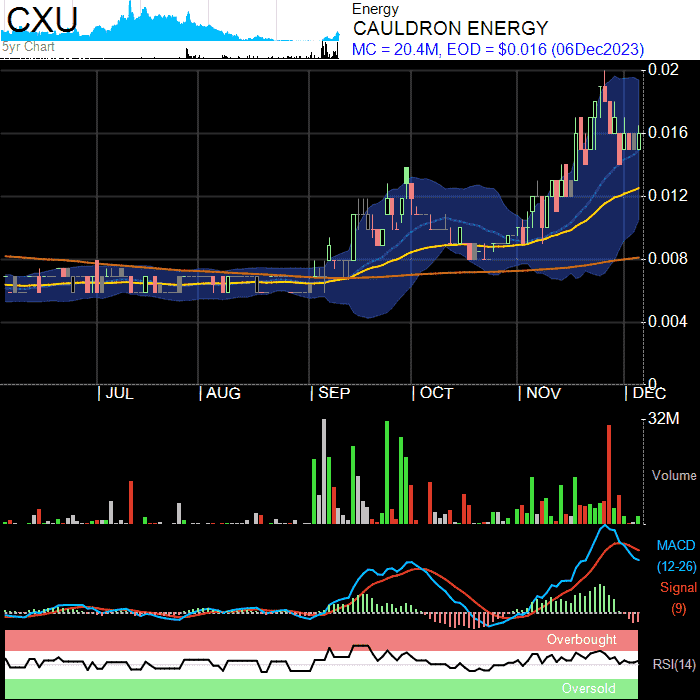 CXU
5yr Chart
Energy
CAULDRON ENERGY
MC = 20.4M, EOD = $0.016 (06Dec2023)
0.02
0.016
0.012
0.008
0.004
0
| JUL | AUG | SEP | OCT | NOV | DEC
32M
Volume
MACD
(12-26)
Signal
(9)
Overbought
RSI(14)
Oversold